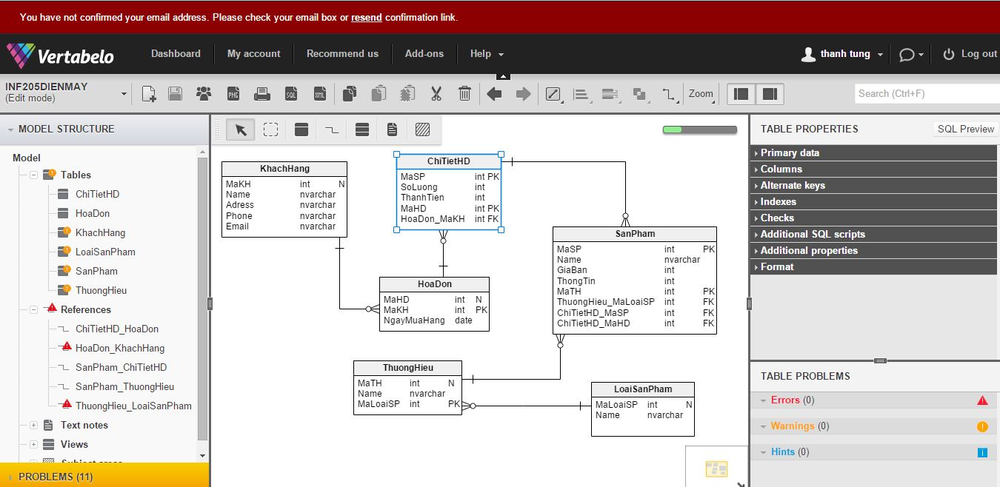 You have not confirmed your email address. Please check your email box or resend confirmation link.
Vertabelo
Dashboard My account Recommend us Add-ons Help thanh tung Log out
INF205DIENMAY
(Edit mode)
PNG SQL XML Zoom Search (Ctrl+F)
MODEL STRUCTURE
Model
Tables
ChiTietHD
HoaDon
KhachHang
LoaiSanPham
SanPham
ThuongHieu
References
ChiTietHD_HoaDon
HoaDon_KhachHang
SanPham_ChiTietHD
SanPham_ThuongHieu
ThuongHieu_LoaiSanPham
Text notes
Views
Subject areas
PROBLEMS (11)
KhachHang
MaKH int N
Name nvarchar
Adress nvarchar
Phone nvarchar
Email nvarchar
ChiTietHD
MaSP int PK
SoLuong int
ThanhTien int
MaHD int PK
HoaDon_MaKH int FK
HoaDon
MaHD int N
MaKH int PK
NgayMuaHang date
SanPham
MaSP int PK
Name nvarchar
GiaBan int
ThongTin int
MaTH int PK
ThuongHieu_MaLoaiSP int FK
ChiTietHD_MaSP int FK
ChiTietHD_MaHD int FK
ThuongHieu
MaTH int N
Name nvarchar
MaLoaiSP int PK
LoaiSanPham
MaLoaiSP int N
Name nvarchar
TABLE PROPERTIES SQL Preview
Primary data
Columns
Alternate keys
Indexes
Checks
Additional SQL scripts
Additional properties
Format
TABLE PROBLEMS
Errors (0)
Warnings (0)
Hints (0)